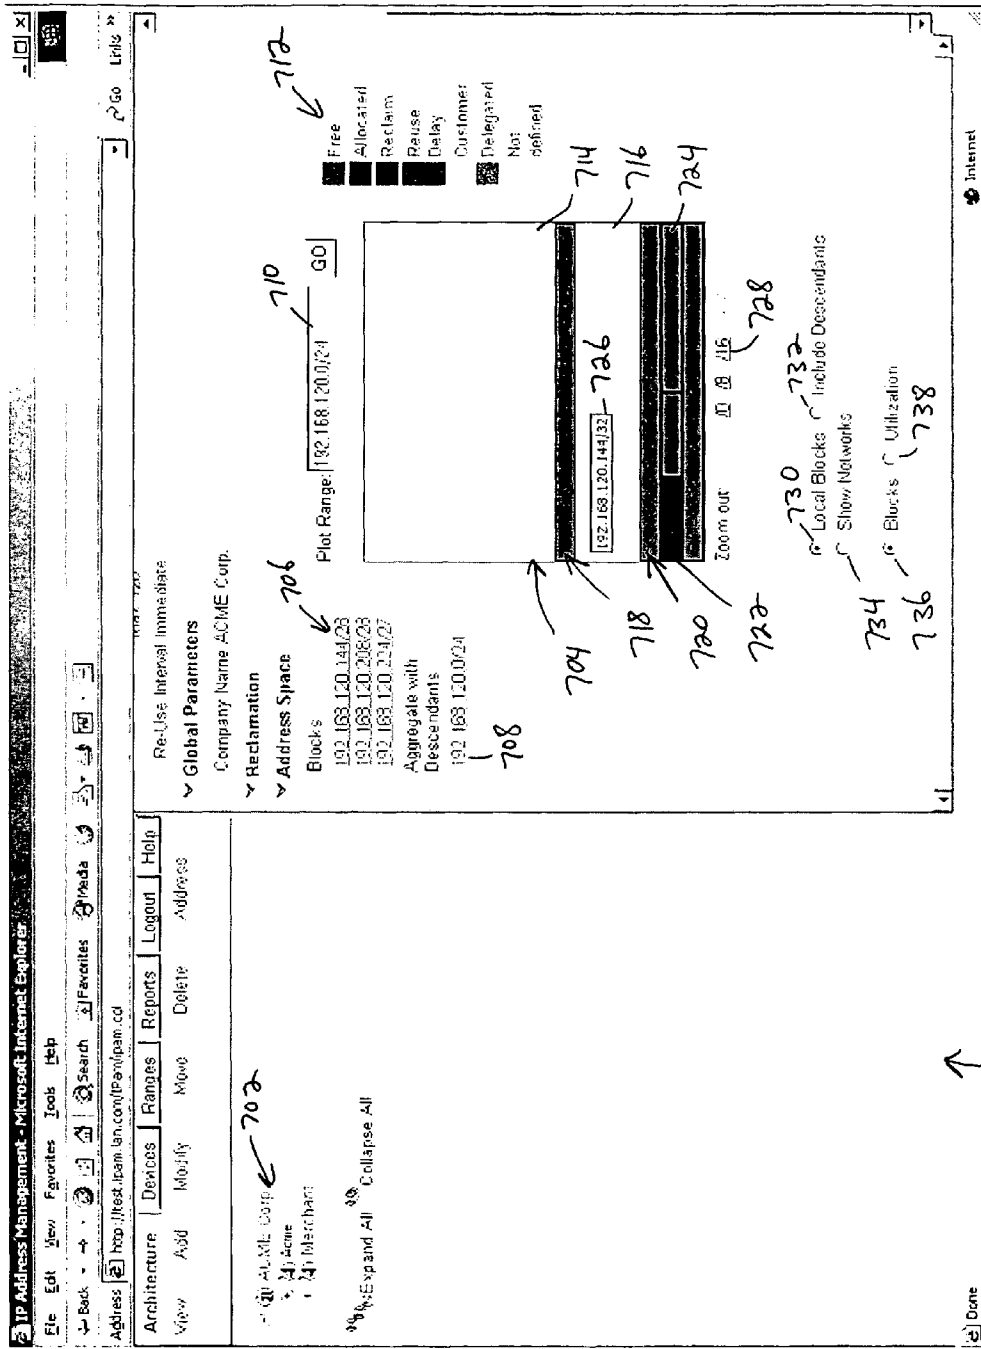 IP Address Management - Microsoft Internet Explorer
File Edit View Favorites Tools Help
Back Search Favorites Media
Address http://test.ipam.lan.com/IPam/ipam.cgi Go Links »
Architecture Devices Ranges Reports Logout Help
View Add Modify Move Delete Address
ACME Corp 702
Acme
Merchant
Expand All Collapse All
Re-Use Interval Immediate
Global Parameters
Company Name ACME Corp.
Reclamation
Address Space
Blocks 706
192.168.120.144/28
192.168.120.208/28
192.168.120.224/27
Aggregate with
Descendants
192.168.120.0/24
708
Plot Range: 192.168.120.0/24 GO
710
712
Free
Allocated
Reclaim
Reuse
Delay
Customer
Delegated
Not
defined
704
714
718
192.168.120.144/32 726
716
720
722
724
Zoom out: /0 /8 /16
728
730 732
Local Blocks Include Descendants
734 Show Networks
736 Blocks Utilization
738
Done Internet